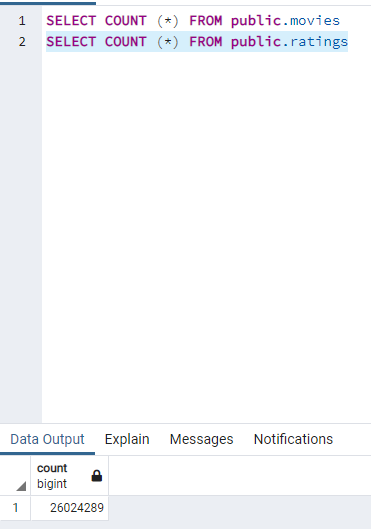 1 SELECT COUNT (*) FROM public.movies
2 SELECT COUNT (*) FROM public.ratings
Data Output Explain Messages Notifications
count
bigint
1 26024289